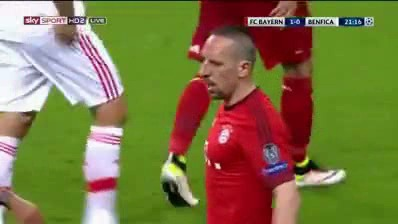 sky SPORT HD2 LIVE
FC BAYERN 1-0 BENFICA 21:16